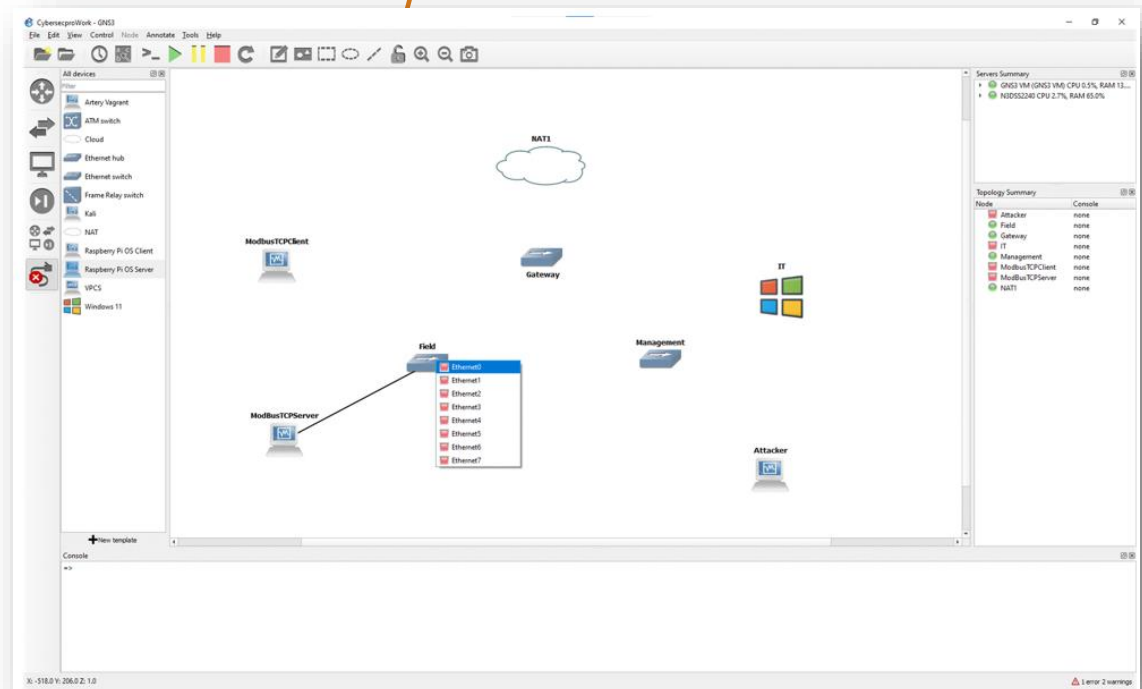 CybersecproWork - GNS3
File Edit View Control Node Annotate Tools Help
All devices
Filter
Artery Vagrant
ATM switch
Cloud
Ethernet hub
Ethernet switch
Frame Relay switch
Kali
NAT
Raspberry Pi OS Client
Raspberry Pi OS Server
VPCS
Windows 11
New template
NAT1
ModbusTCPClient
Gateway
IT
Field
Management
Ethernet0
Ethernet1
Ethernet2
Ethernet3
Ethernet4
Ethernet5
Ethernet6
Ethernet7
ModBusTCPServer
Attacker
Servers Summary
GNS3 VM (GNS3 VM) CPU 0.5%, RAM 13....
N3DSS2240 CPU 2.7%, RAM 65.0%
Topology Summary
Node Console
Attacker none
Field none
Gateway none
IT none
Management none
ModbusTCPClient none
ModBusTCPServer none
NAT1 none
Console
=>
X: -518.0 Y: 206.0 Z: 1.0
1 error 2 warnings